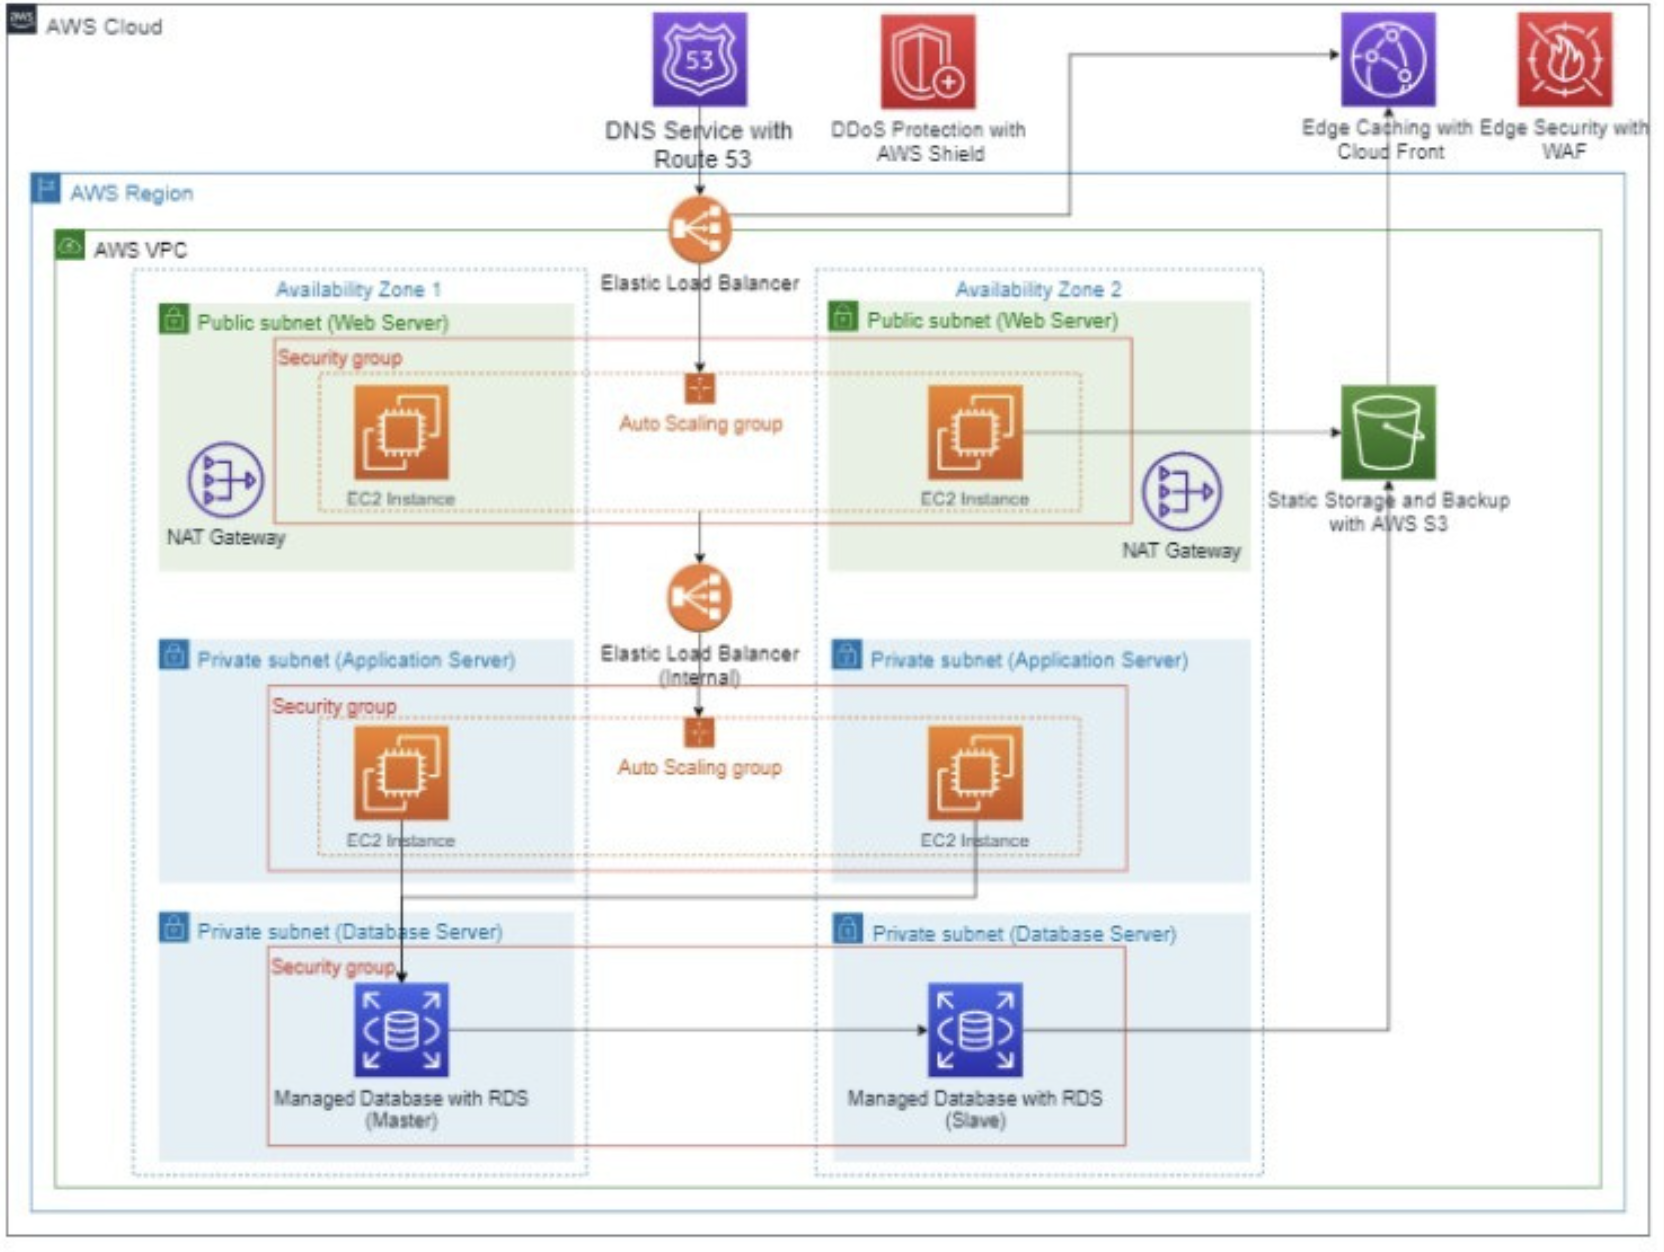 aws
AWS Cloud
53
DNS Service with
Route 53
DDoS Protection with
AWS Shield
Edge Caching with
Cloud Front
Edge Security with
WAF
AWS Region
AWS VPC
Elastic Load Balancer
Availability Zone 1
Availability Zone 2
Public subnet (Web Server)
Public subnet (Web Server)
Security group
Auto Scaling group
EC2 Instance
EC2 Instance
NAT Gateway
NAT Gateway
Static Storage and Backup
with AWS S3
Elastic Load Balancer
(Internal)
Private subnet (Application Server)
Private subnet (Application Server)
Security group
Auto Scaling group
EC2 Instance
EC2 Instance
Private subnet (Database Server)
Private subnet (Database Server)
Security group
Managed Database with RDS
(Master)
Managed Database with RDS
(Slave)